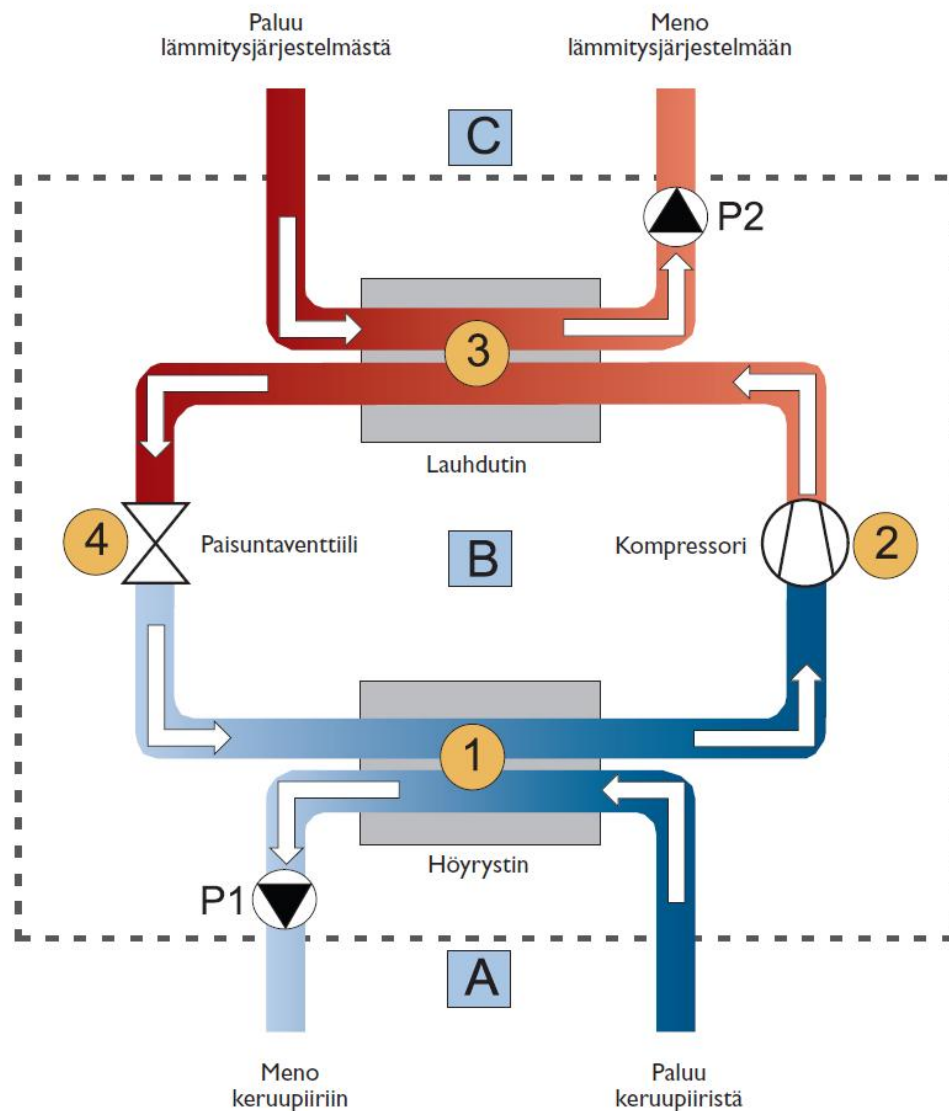 Paluu
lämmitysjärjestelmästä
Meno
lämmitysjärjestelmään
C
P2
3
Lauhdutin
4
Paisuntaventtiili
B
Kompressori
2
1
Höyrystin
P1
A
Meno
keruupiiriin
Paluu
keruupiiristä